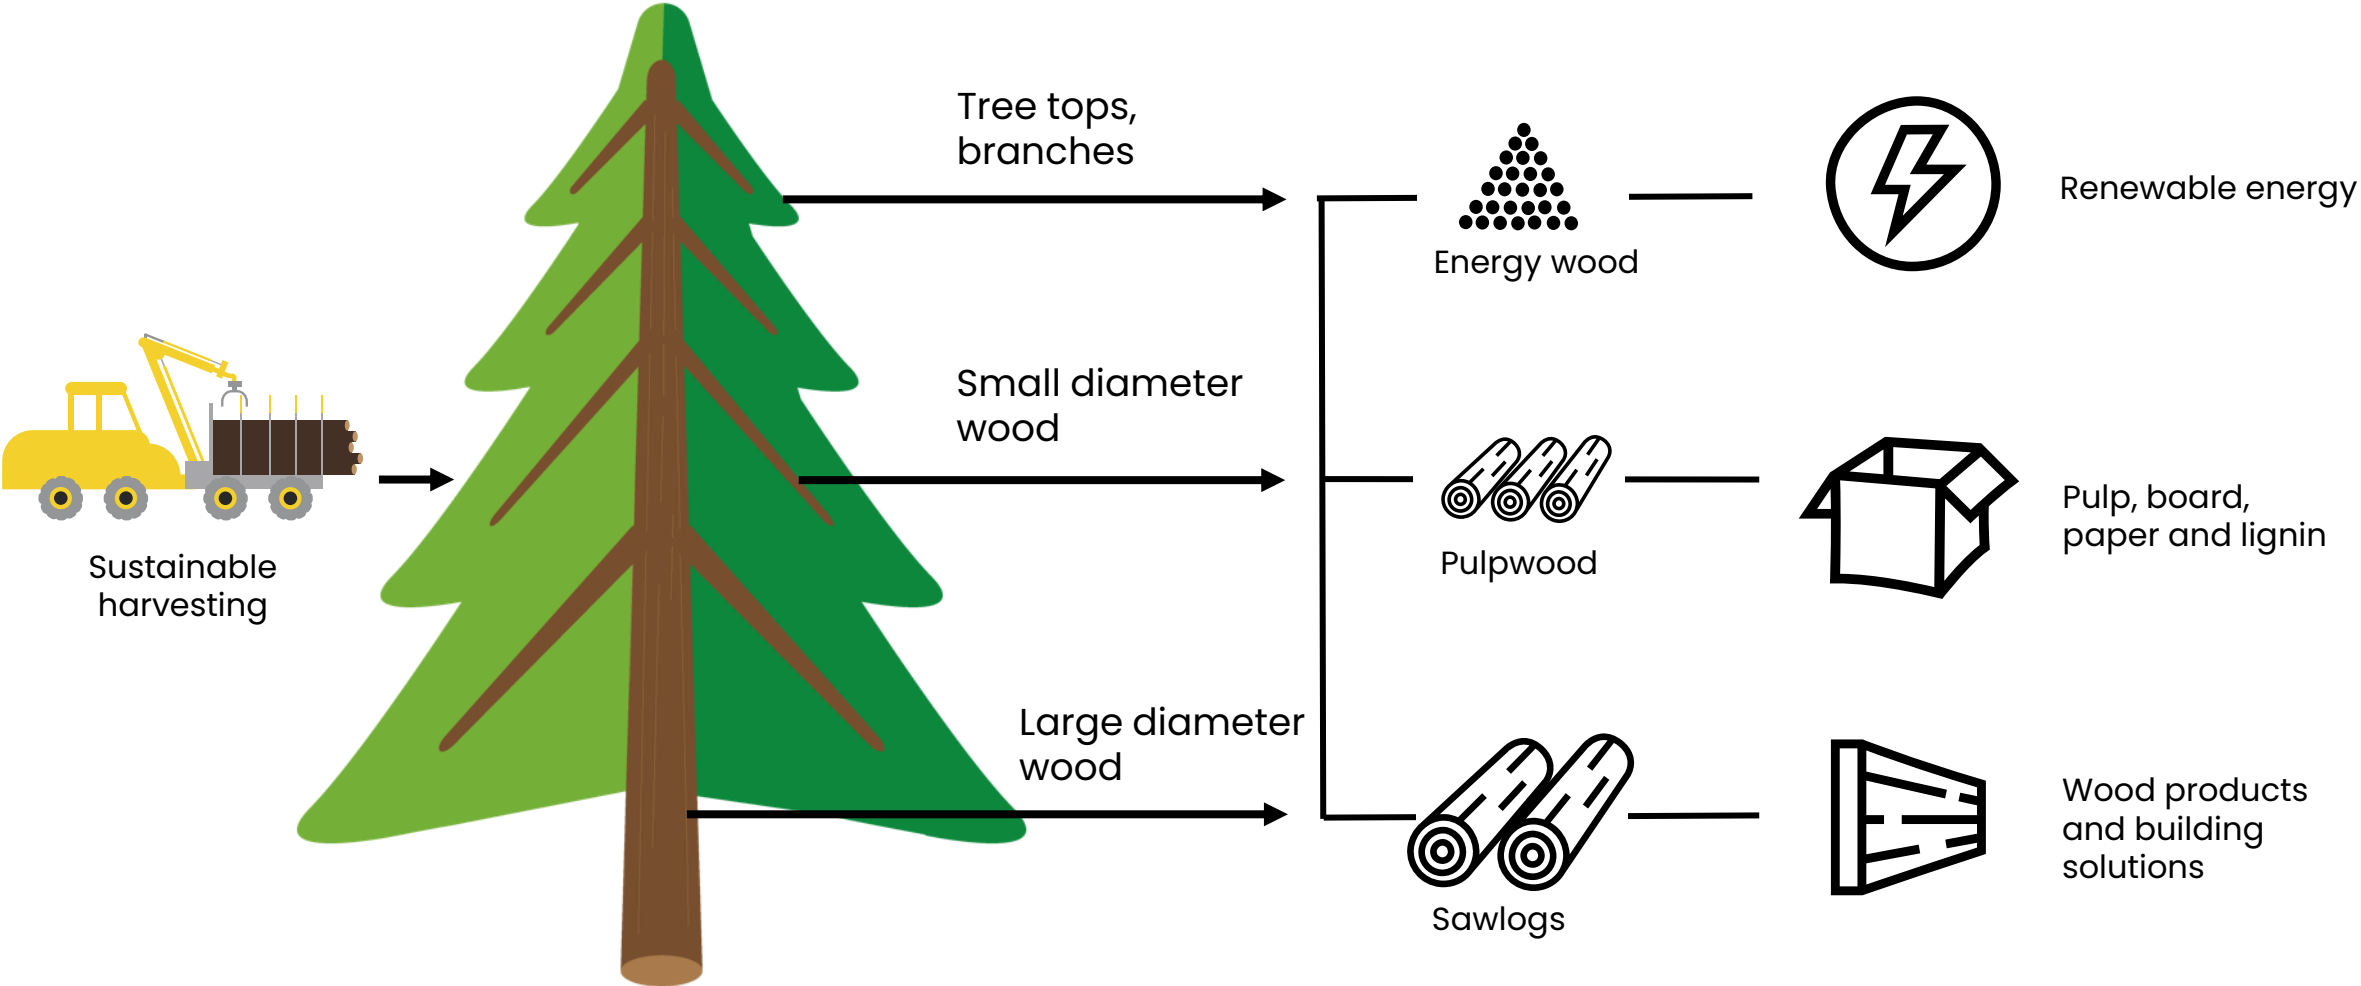 Sustainable
harvesting
Tree tops,
branches
Energy wood
Renewable energy
Small diameter
wood
Pulpwood
Pulp, board,
paper and lignin
Large diameter
wood
Sawlogs
Wood products
and building
solutions